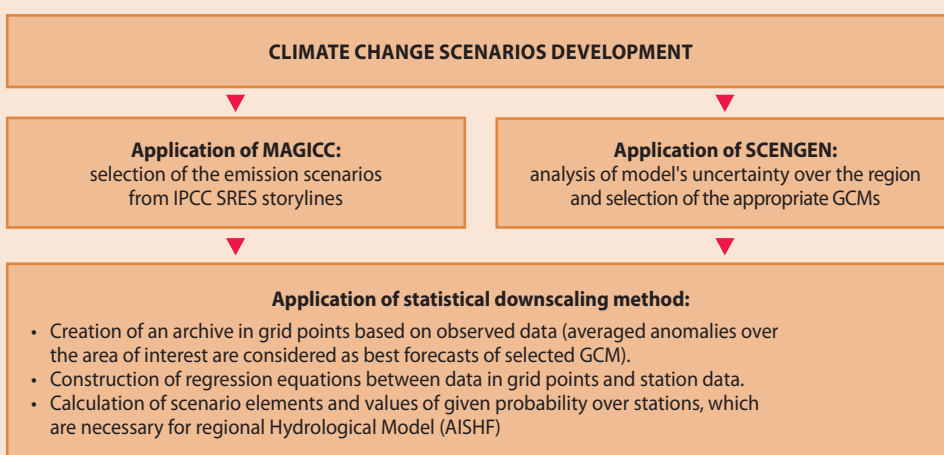 CLIMATE CHANGE SCENARIOS DEVELOPMENT
Application of MAGICC:
selection of the emission scenarios
from IPCC SRES storylines
Application of SCENGEN:
analysis of model's uncertainty over the region
and selection of the appropriate GCMs
Application of statistical downscaling method:
• Creation of an archive in grid points based on observed data (averaged anomalies over
the area of interest are considered as best forecasts of selected GCM).
• Construction of regression equations between data in grid points and station data.
• Calculation of scenario elements and values of given probability over stations, which
are necessary for regional Hydrological Model (AISHF)